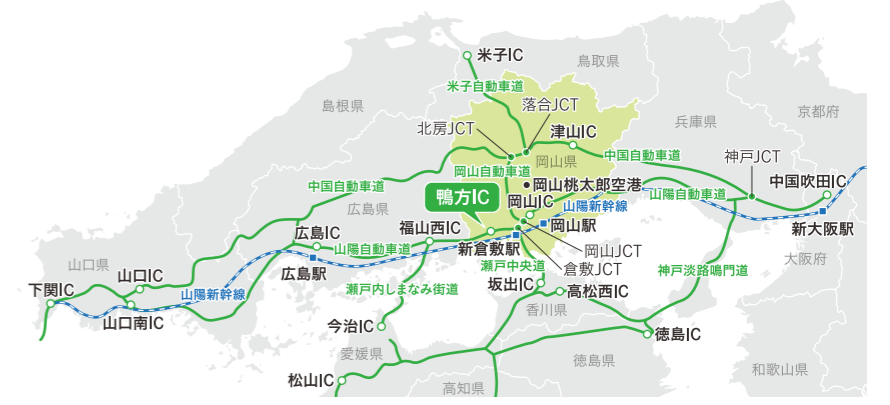 米子IC
鳥取県
米子自動車道
島根県
落合JCT
兵庫県
京都府
北房JCT
津山IC
岡山県
中国自動車道
神戸JCT
岡山自動車道
中国吹田IC
中国自動車道
岡山桃太郎空港
山陽自動車道
鴨方IC
岡山IC
山陽新幹線
広島県
福山西IC
岡山駅
新大阪駅
広島IC
山陽自動車道
新倉敷駅
岡山JCT
大阪府
山口県
広島駅
瀬戸中央道
倉敷JCT
神戸淡路鳴門道
山口IC
坂出IC
下関IC
山陽新幹線
瀬戸内しまなみ街道
高松西IC
香川県
山口南IC
今治IC
徳島IC
愛媛県
徳島県
和歌山県
松山IC
高知県